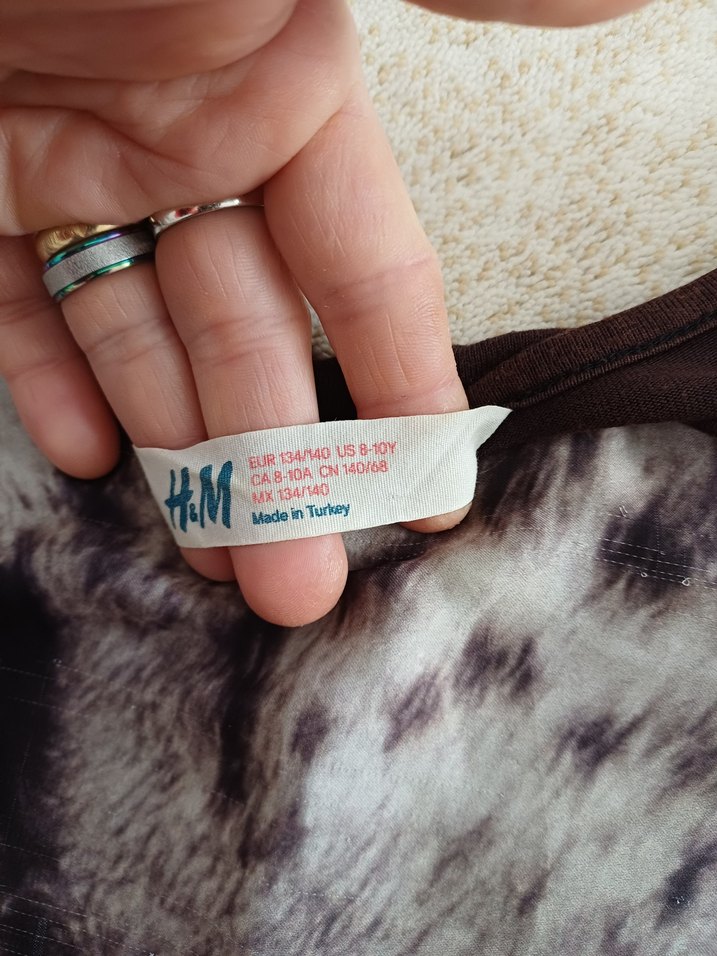 H&M
EUR 134/140 US 8-10Y
CA 8-10A CN 140/68
MX 134/140
Made in Turkey